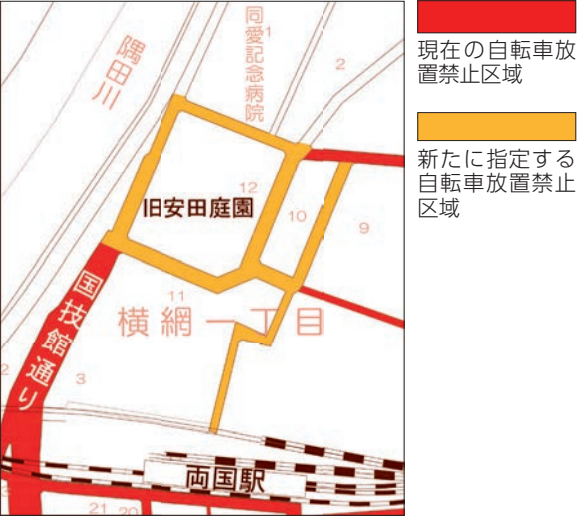 現在の自転車放
置禁止区域
新たに指定する
自転車放置禁止
区域
隅田川
同愛記念病院
1
2
12
旧安田庭園
10
9
11
横網一丁目
国技館通り
2
3
両国駅
3
21
20